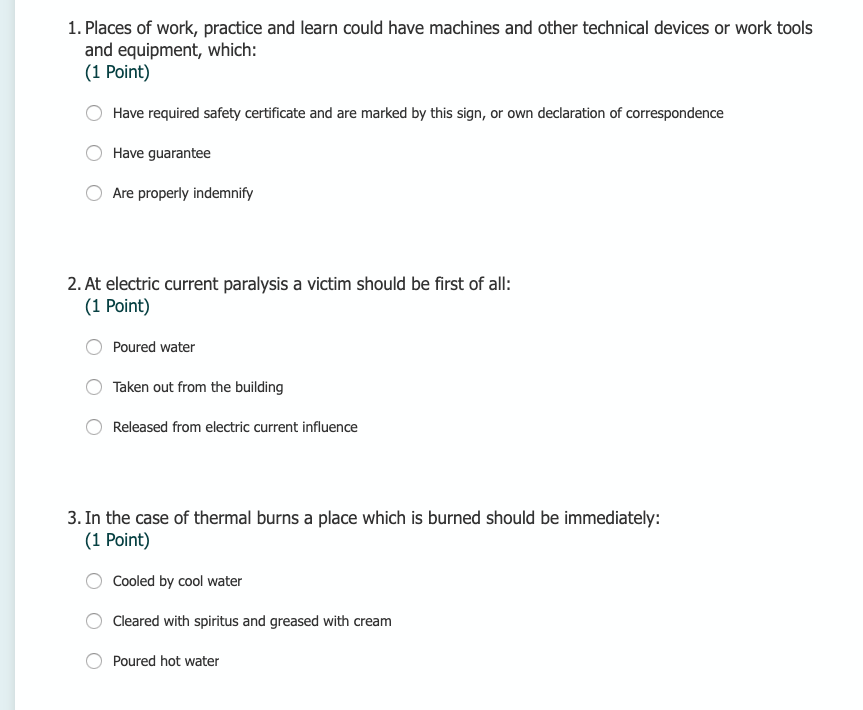 1. Places of work, practice and learn could have machines and other technical devices or work tools
and equipment, which:
(1 Point)
Have required safety certificate and are marked by this sign, or own declaration of correspondence
Have guarantee
Are properly indemnify
2. At electric current paralysis a victim should be first of all:
(1 Point)
Poured water
Taken out from the building
Released from electric current influence
3. In the case of thermal burns a place which is burned should be immediately:
(1 Point)
Cooled by cool water
Cleared with spiritus and greased with cream
Poured hot water